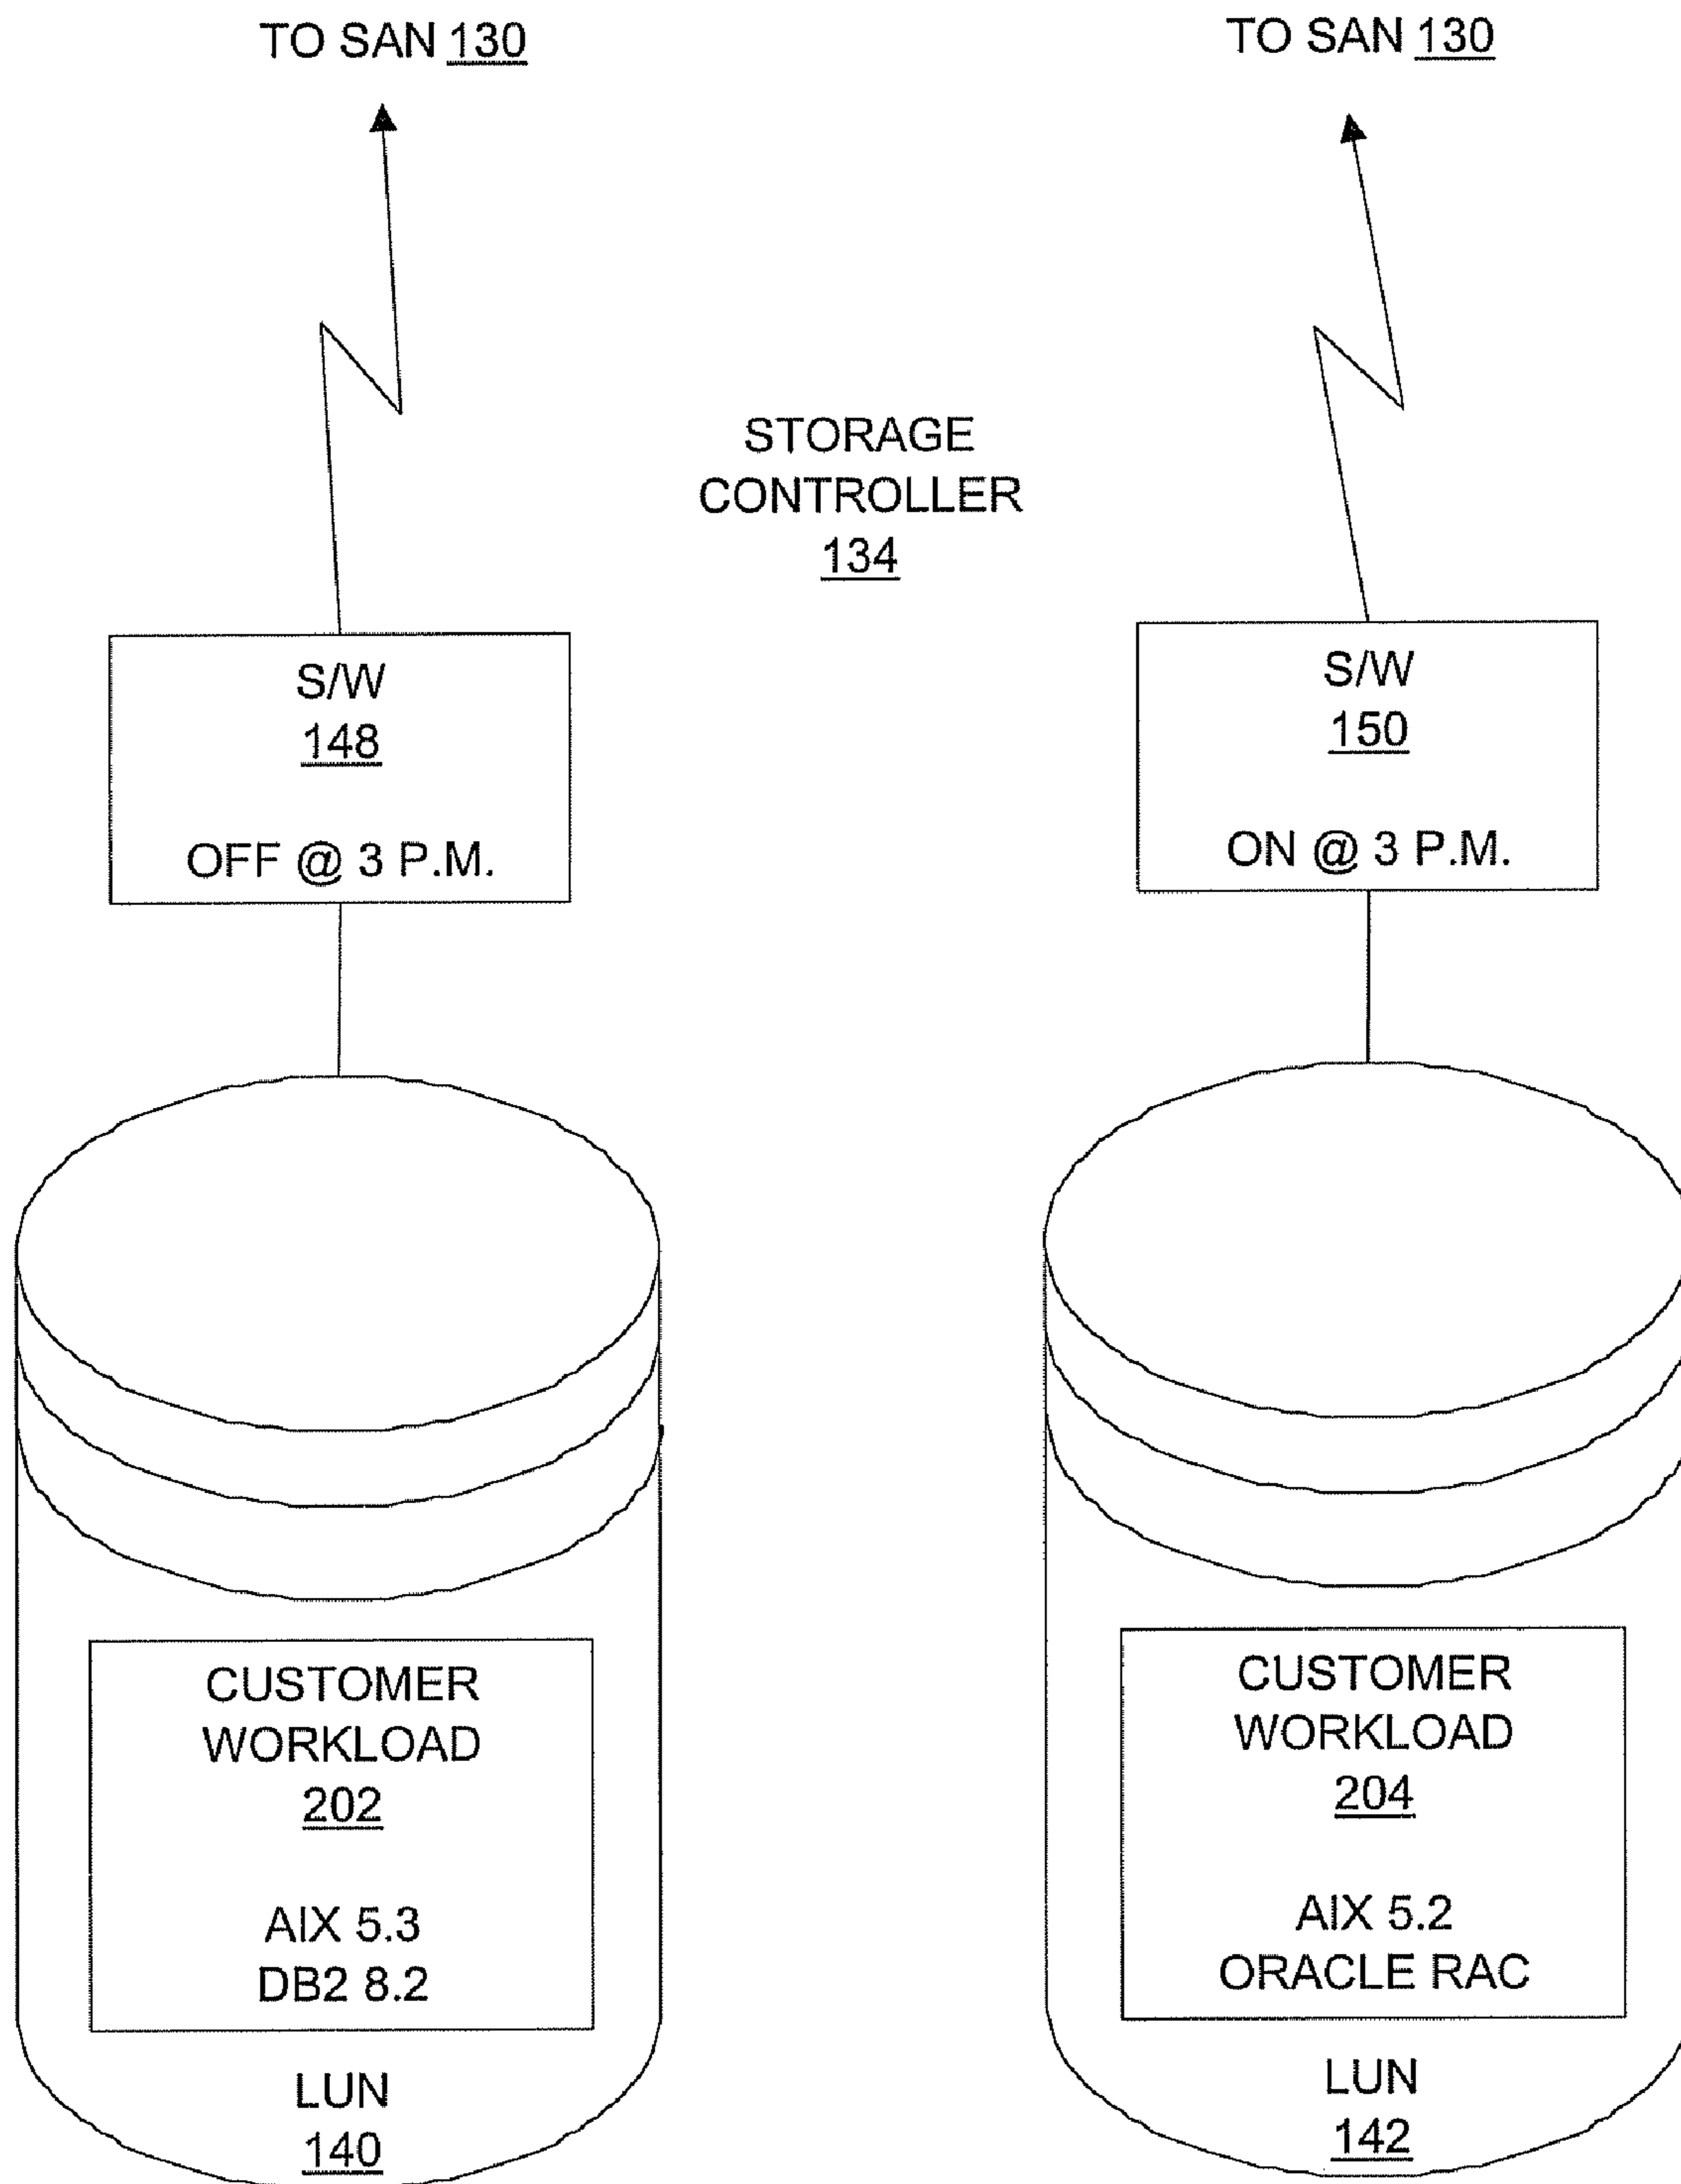 TO SAN 130
TO SAN 130
STORAGE
CONTROLLER
134
S/W
148
OFF @ 3 P.M.
S/W
150
ON @ 3 P.M.
CUSTOMER
WORKLOAD
202
AIX 5.3
DB2 8.2
LUN
140
CUSTOMER
WORKLOAD
204
AIX 5.2
ORACLE RAC
LUN
142